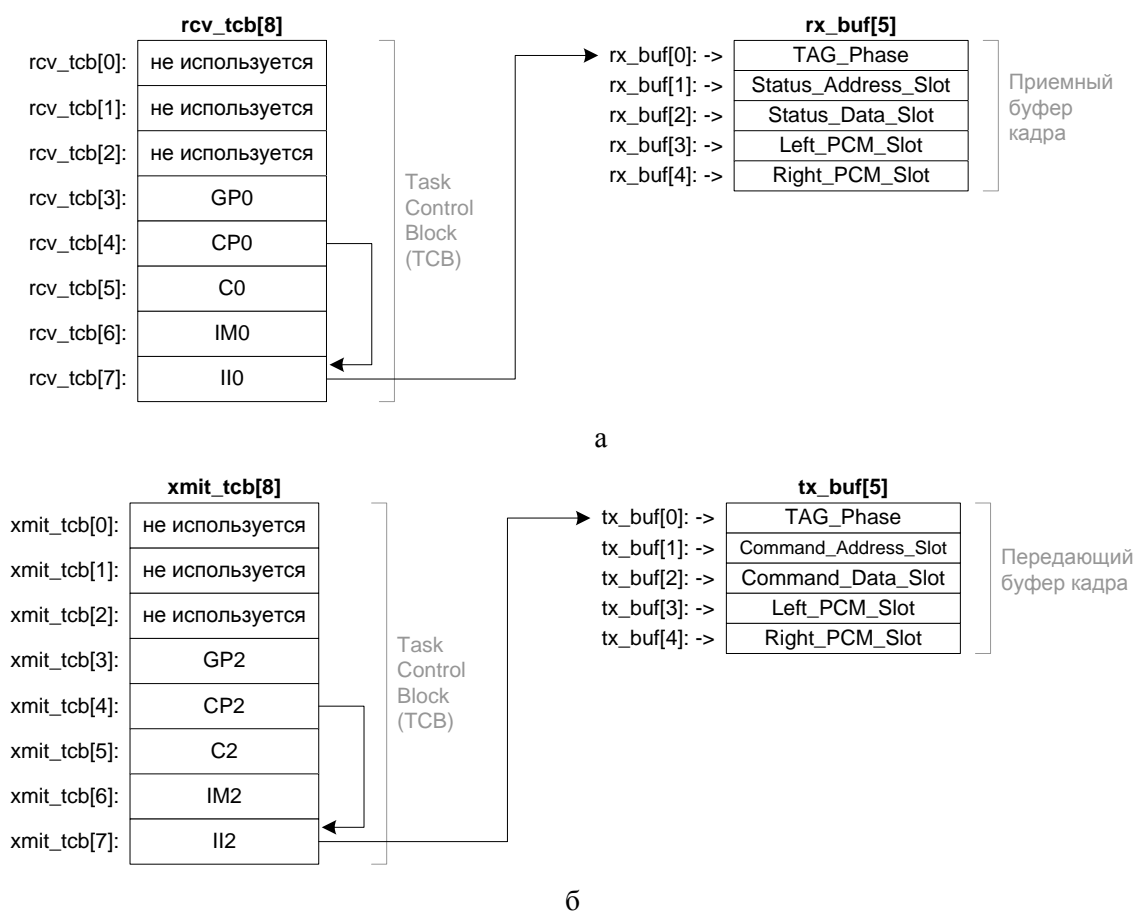 rcv_tcb[8]
rcv_tcb[0]: не используется
rcv_tcb[1]: не используется
rcv_tcb[2]: не используется
rcv_tcb[3]: GP0
rcv_tcb[4]: CP0
rcv_tcb[5]: C0
rcv_tcb[6]: IM0
rcv_tcb[7]: II0
Task
Control
Block
(TCB)
rx_buf[5]
rx_buf[0]: -> TAG_Phase
rx_buf[1]: -> Status_Address_Slot
rx_buf[2]: -> Status_Data_Slot
rx_buf[3]: -> Left_PCM_Slot
rx_buf[4]: -> Right_PCM_Slot
Приемный
буфер
кадра
а
xmit_tcb[8]
xmit_tcb[0]: не используется
xmit_tcb[1]: не используется
xmit_tcb[2]: не используется
xmit_tcb[3]: GP2
xmit_tcb[4]: CP2
xmit_tcb[5]: C2
xmit_tcb[6]: IM2
xmit_tcb[7]: II2
Task
Control
Block
(TCB)
tx_buf[5]
tx_buf[0]: -> TAG_Phase
tx_buf[1]: -> Command_Address_Slot
tx_buf[2]: -> Command_Data_Slot
tx_buf[3]: -> Left_PCM_Slot
tx_buf[4]: -> Right_PCM_Slot
Передающий
буфер кадра
б